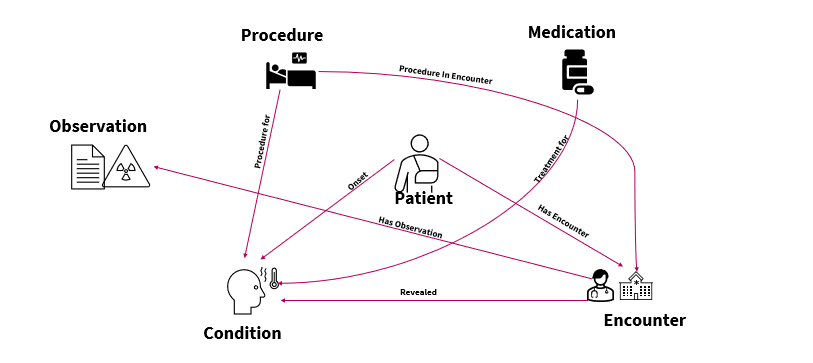 Medication
Procedure
Procedure In Encounter
Observation
Procedure for
Treatment for
Onset
Patient
Has Encounter
Has Observation
Revealed
Encounter
Condition